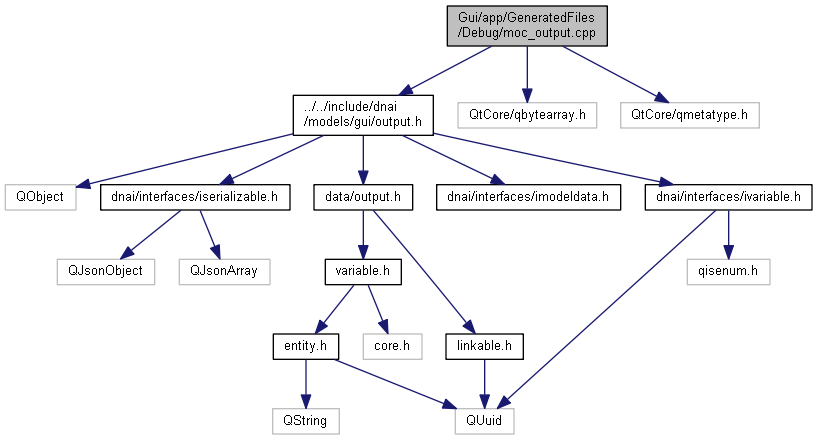 Gui/app/GeneratedFiles
/Debug/moc_output.cpp
../../include/dnai
/models/gui/output.h
QtCore/qbytearray.h
QtCore/qmetatype.h
QObject
dnai/interfaces/iserializable.h
data/output.h
dnai/interfaces/imodeldata.h
dnai/interfaces/ivariable.h
QJsonObject
QJsonArray
variable.h
qisenum.h
entity.h
core.h
linkable.h
QString
QUuid